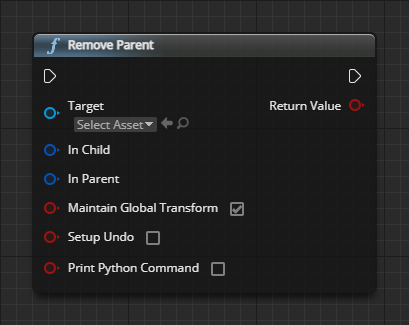 f Remove Parent
Target
Select Asset
Return Value
In Child
In Parent
Maintain Global Transform
Setup Undo
Print Python Command